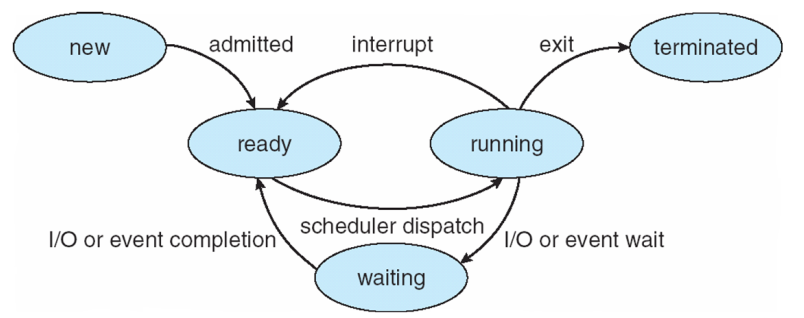 new
admitted
interrupt
exit
terminated
ready
running
scheduler dispatch
I/O or event completion
I/O or event wait
waiting